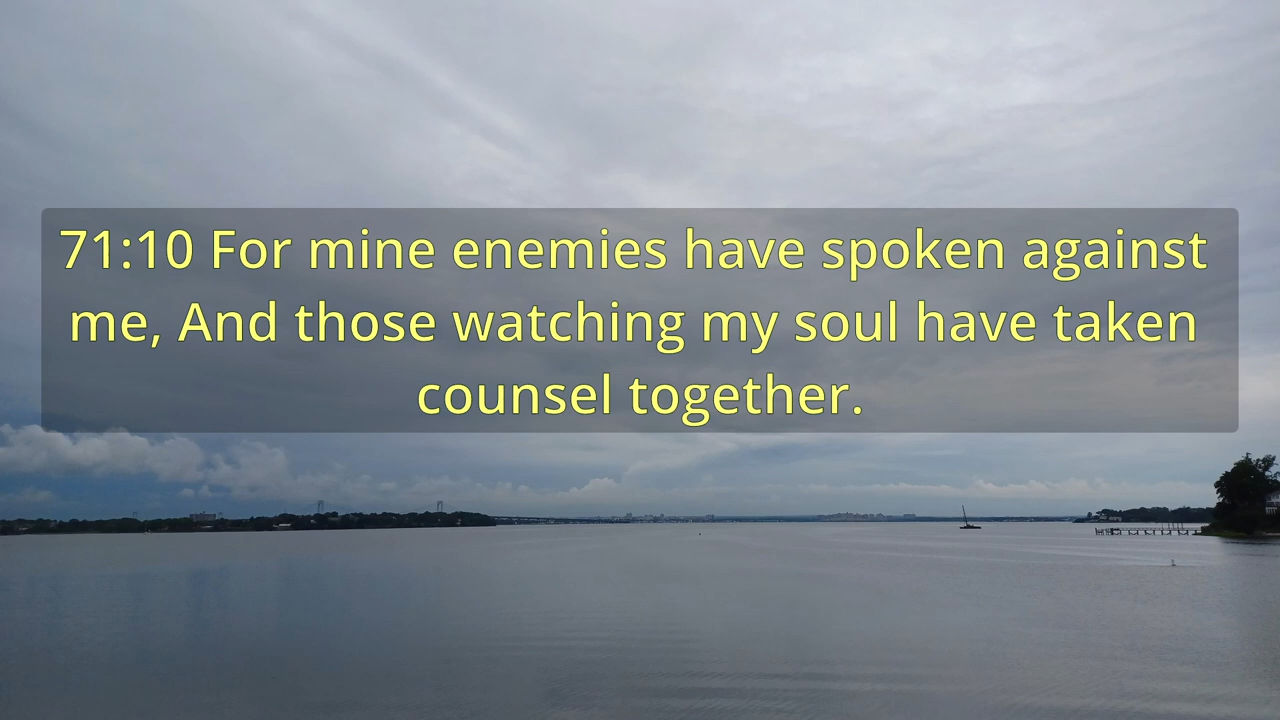 71:10 For mine enemies have spoken against
me, And those watching my soul have taken
counsel together.